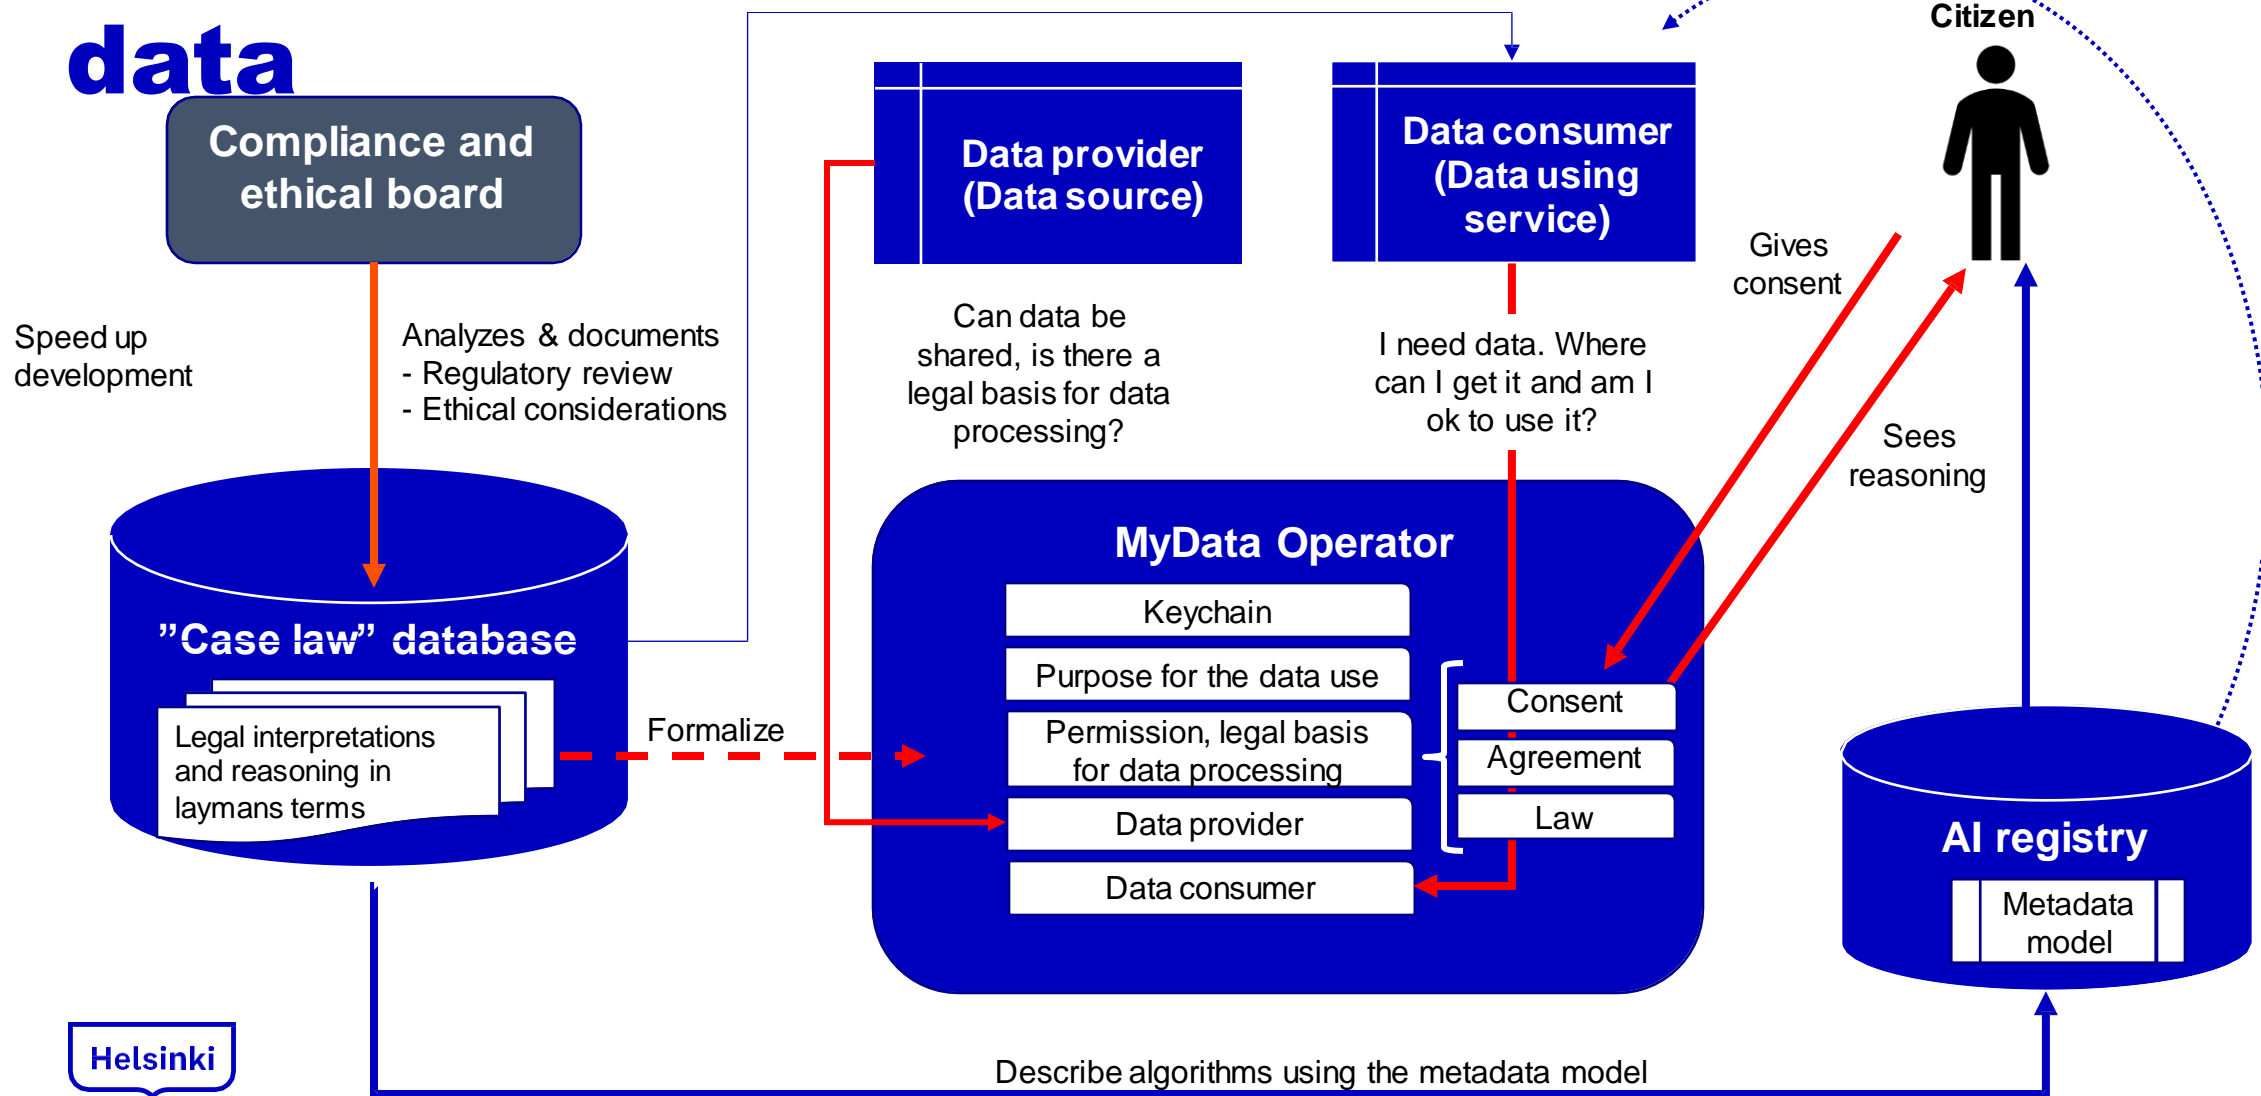 data
Citizen
Compliance and
ethical board
Data provider
(Data source)
Data consumer
(Data using
service)
Gives
consent
Speed up
development
Analyzes & documents
- Regulatory review
- Ethical considerations
Can data be
shared, is there a
legal basis for data
processing?
I need data. Where
can I get it and am I
ok to use it?
Sees
reasoning
MyData Operator
Keychain
Purpose for the data use
Permission, legal basis
for data processing
Data provider
Data consumer
Consent
Agreement
Law
”Case law” database
Legal interpretations
and reasoning in
laymans terms
Formalize
AI registry
Metadata
model
Helsinki
Describe algorithms using the metadata model